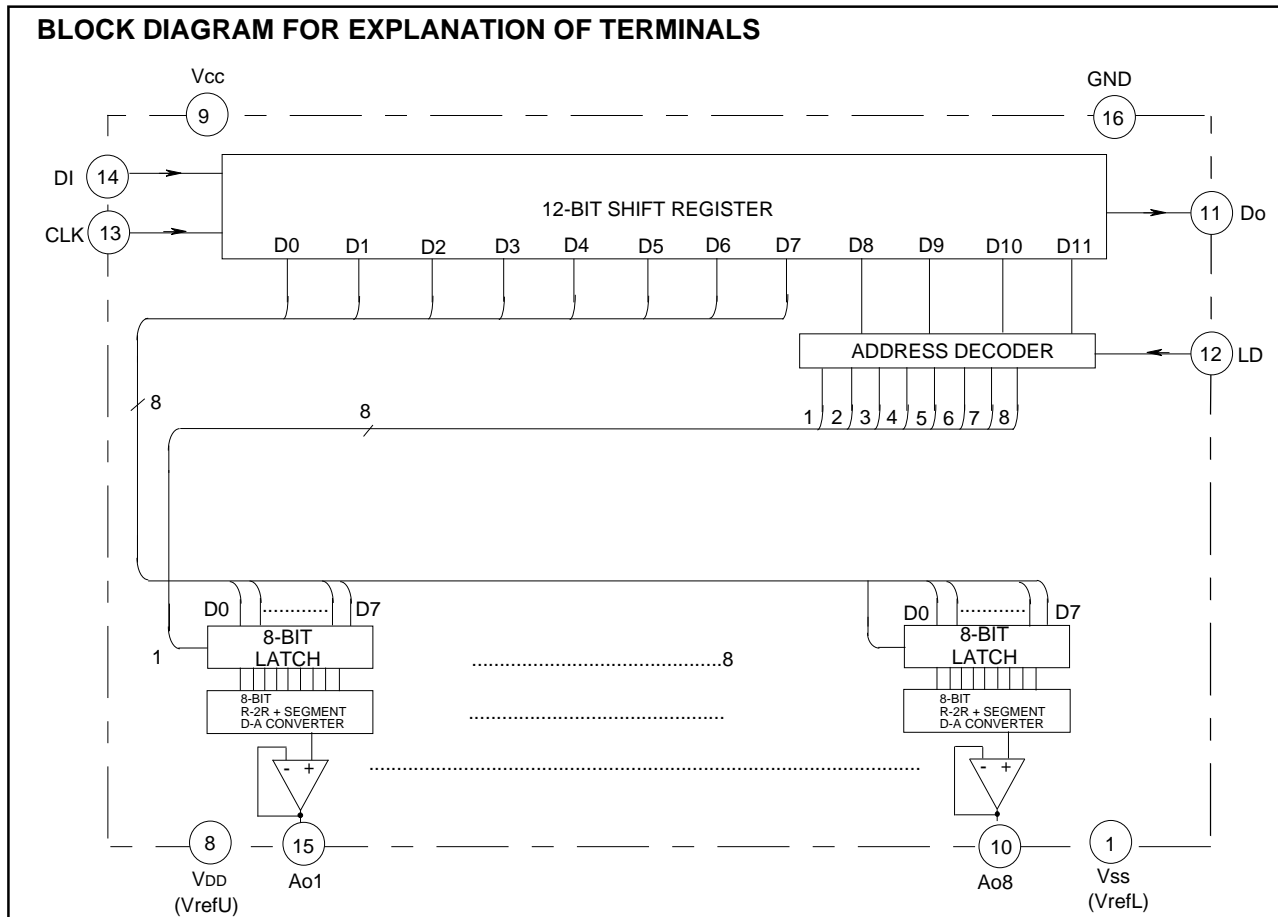 BLOCK DIAGRAM FOR EXPLANATION OF TERMINALS
Vcc
9
GND
16
DI 14
CLK 13
12-BIT SHIFT REGISTER
11 Do
D0 D1 D2 D3 D4 D5 D6 D7 D8 D9 D10 D11
ADDRESS DECODER
12 LD
8
8
1 2 3 4 5 6 7 8
D0 ............ D7
D0 ............ D7
1
8-BIT
LATCH
..................................................8
8-BIT
LATCH
8-BIT
R-2R + SEGMENT
D-A CONVERTER
8-BIT
R-2R + SEGMENT
D-A CONVERTER
- +
- +
8
VDD
(VrefU)
15
Ao1
10
Ao8
1
Vss
(VrefL)